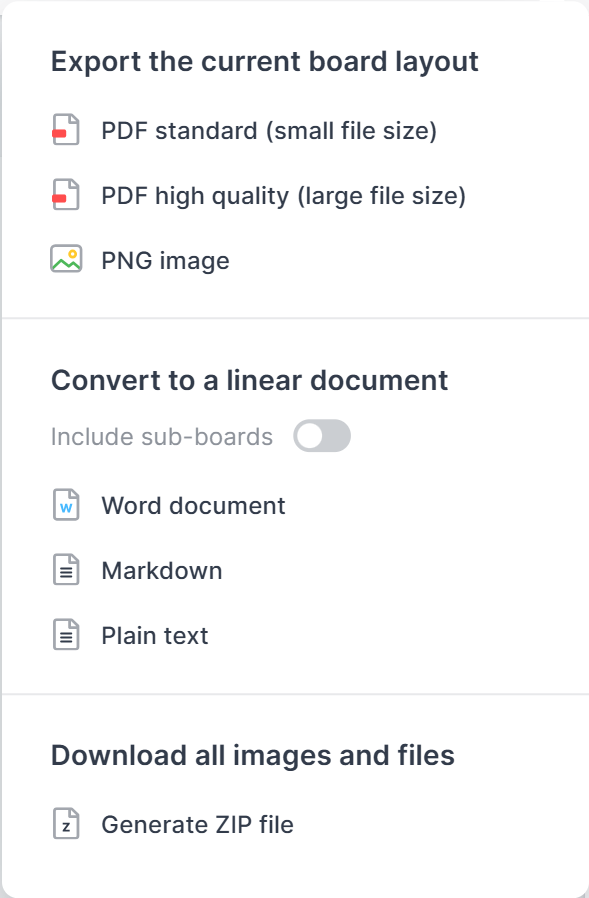 Export the current board layout
PDF standard (small file size)
PDF high quality (large file size)
PNG image
Convert to a linear document
Include sub-boards
W Word document
Markdown
Plain text
Download all images and files
Z Generate ZIP file